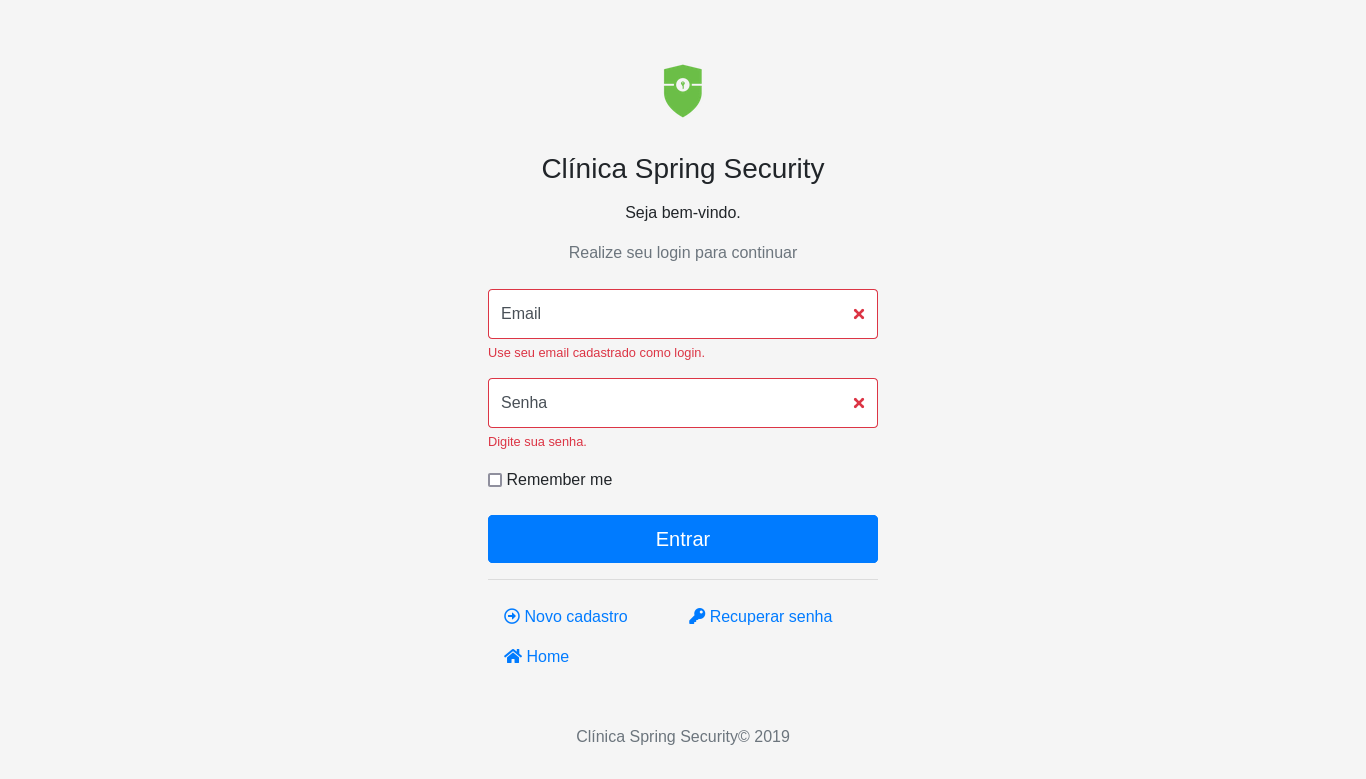 Clínica Spring Security
Seja bem-vindo.
Realize seu login para continuar
Email
Use seu email cadastrado como login.
Senha
Digite sua senha.
Remember me
Entrar
Novo cadastro Recuperar senha
Home
Clínica Spring Security© 2019